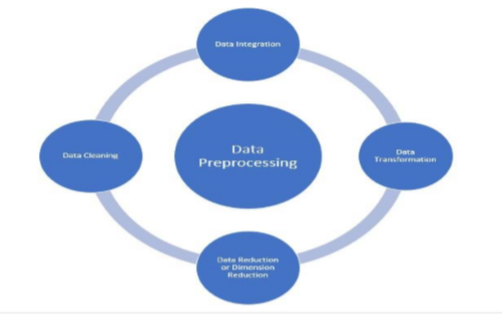 Data Integration
Data Cleaning
Data
Preprocessing
Data
Transformation
Data Reduction
or Dimension
Reduction